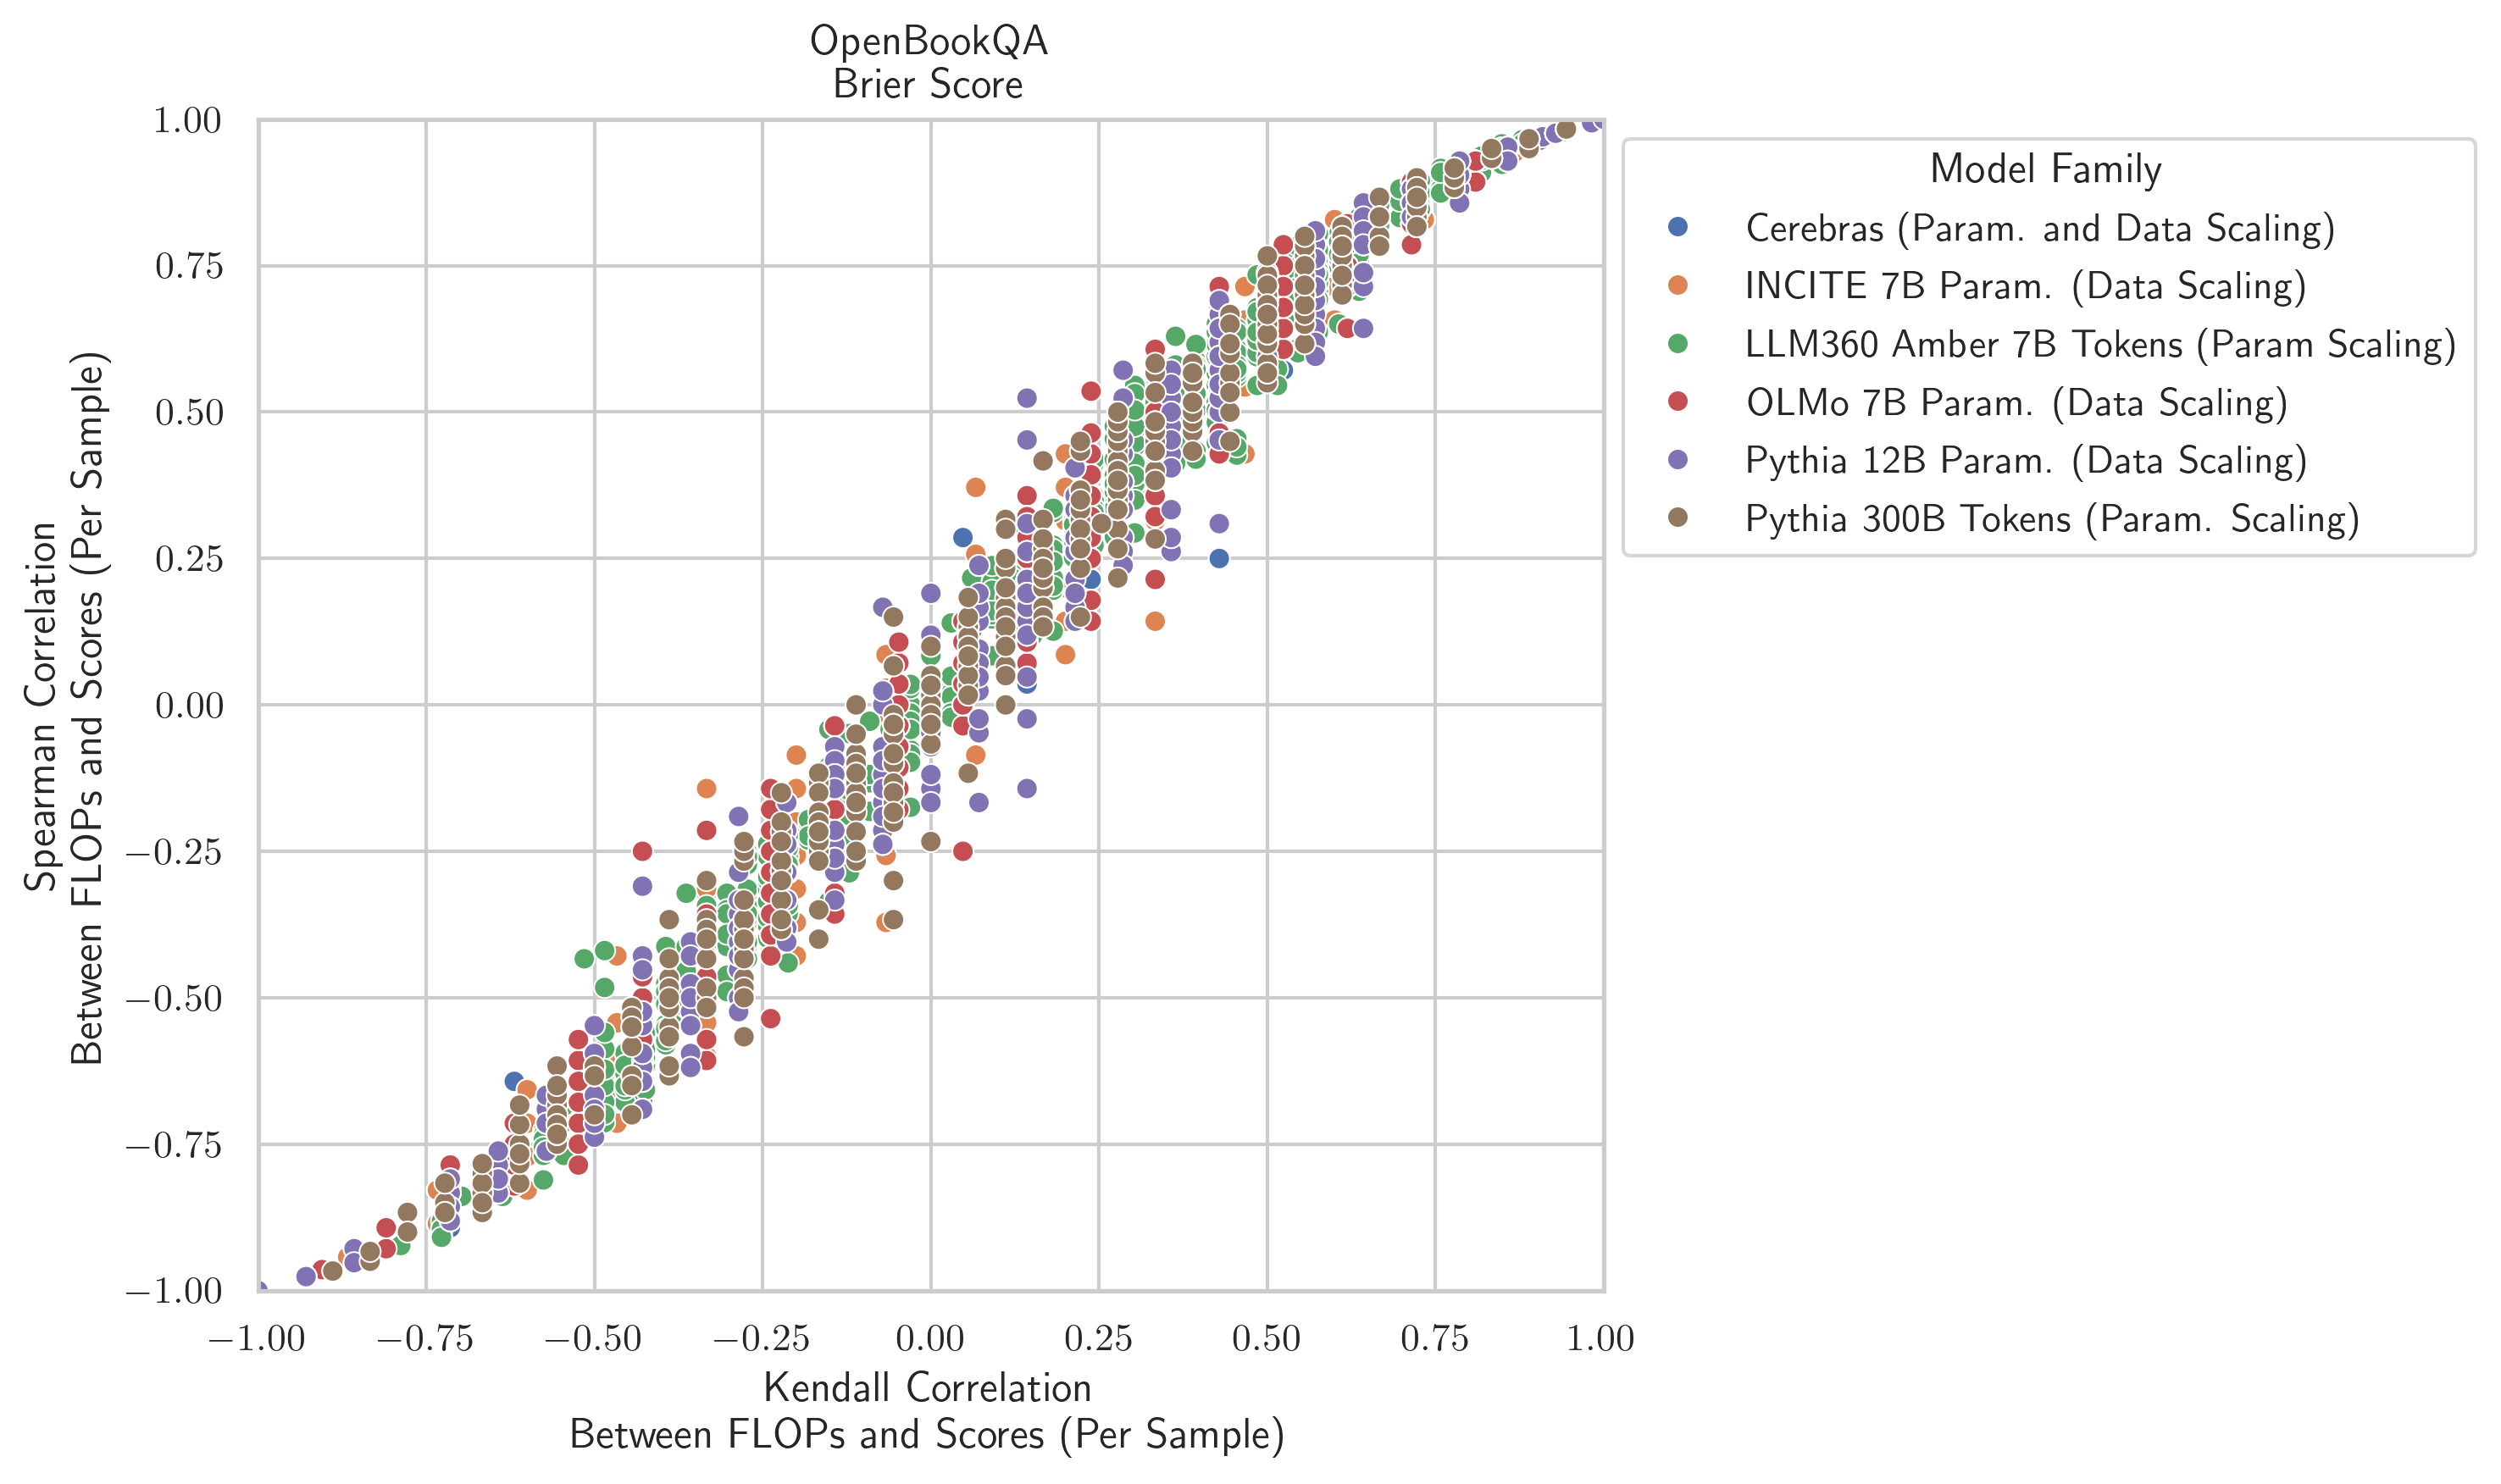 OpenBookQA
Brier Score
1.00
0.75
0.50
0.25
0.00
−0.25
−0.50
−0.75
−1.00
Spearman Correlation
Between FLOPs and Scores (Per Sample)
−1.00 −0.75 −0.50 −0.25 0.00 0.25 0.50 0.75 1.00
Kendall Correlation
Between FLOPs and Scores (Per Sample)
Model Family
Cerebras (Param. and Data Scaling)
INCITE 7B Param. (Data Scaling)
LLM360 Amber 7B Tokens (Param Scaling)
OLMo 7B Param. (Data Scaling)
Pythia 12B Param. (Data Scaling)
Pythia 300B Tokens (Param. Scaling)